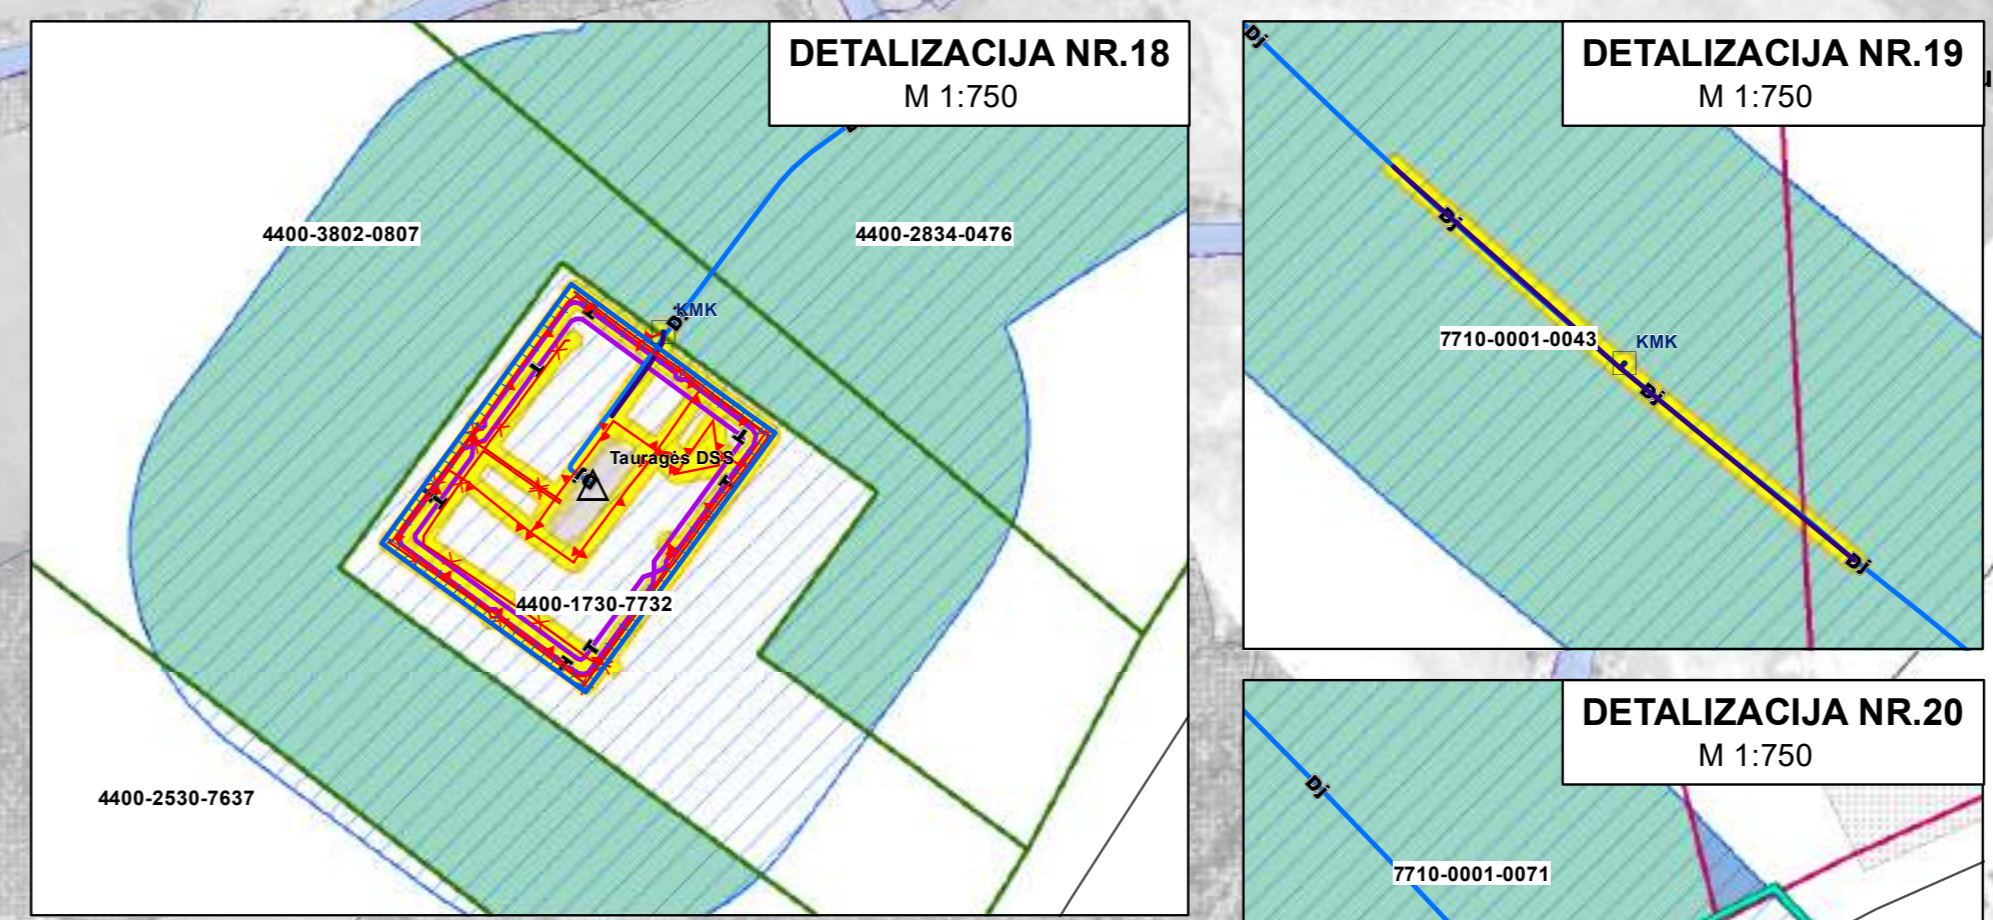 DETALIZACIJA NR.18
M 1:750
4400-3802-0807
4400-2834-0476
KMK
Dj
T
T
T
Tauragės DSS
Dj
T
T
4400-1730-7732
T
T
4400-2530-7637
DETALIZACIJA NR.19
M 1:750
Dj
Dj
7710-0001-0043
KMK
Dj
Dj
DETALIZACIJA NR.20
M 1:750
Dj
7710-0001-0071